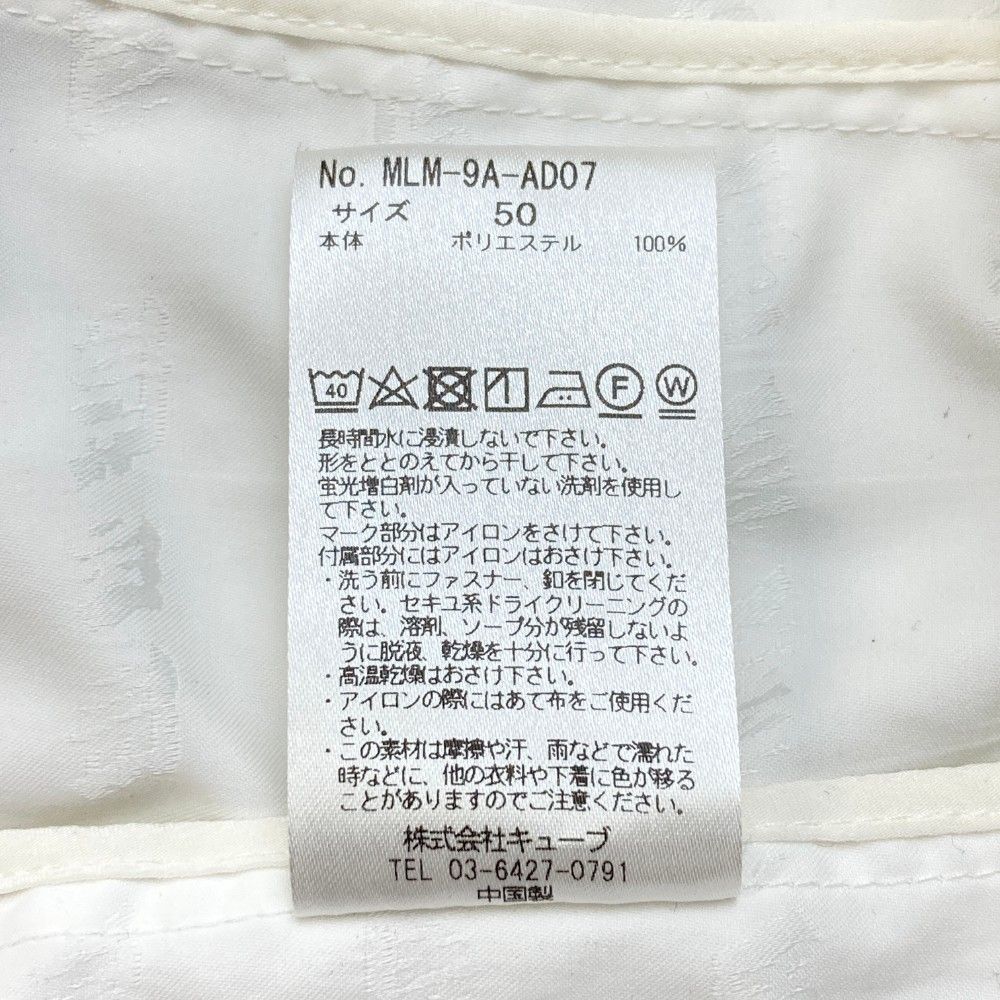 No. MLM-9A-AD07
サイズ 50
本体 ポリエステル 100%
40 F W
長時間水に浸漬しないで下さい。
形をととのえてから干して下さい。
蛍光増白剤が入っていない洗剤を使用し
て下さい。
マーク部分はアイロンをさけて下さい。
付属部分にはアイロンはおさけ下さい。
・洗う前にファスナー、釦を閉じてくだ
さい。セキユ系ドライクリーニングの
際は、溶剤、ソープ分が残留しないよ
うに脱液、乾燥を十分に行って下さい。
・高温乾燥はおさけ下さい。
・アイロンの際にはあて布をご使用くだ
さい。
・この素材は摩擦や汗、雨などで濡れた
時などに、他の衣料や下着に色が移る
ことがありますのでご注意ください。
株式会社キューブ
TEL 03-6427-0791
中国製